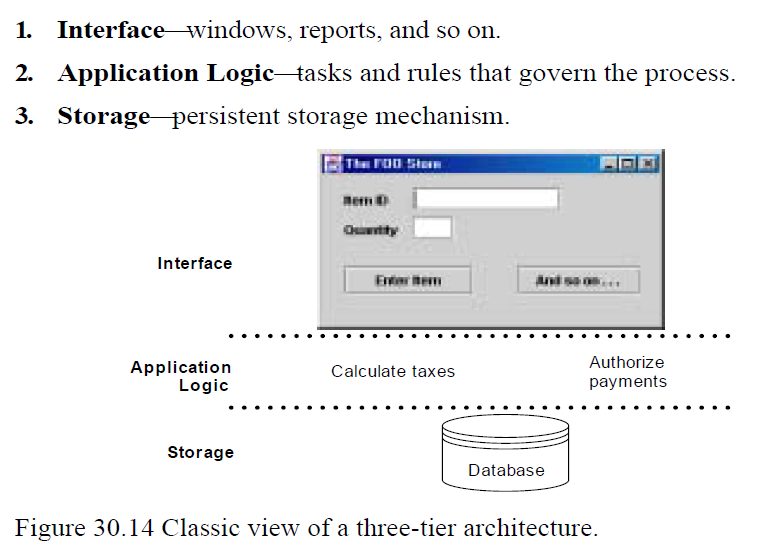 1. Interface—windows, reports, and so on.
2. Application Logic—tasks and rules that govern the process.
3. Storage—persistent storage mechanism.
The FOO Store
Item ID
Quantity
Interface
Enter Item
And so on . . .
Application
Logic
Calculate taxes
Authorize
payments
Storage
Database
Figure 30.14 Classic view of a three-tier architecture.